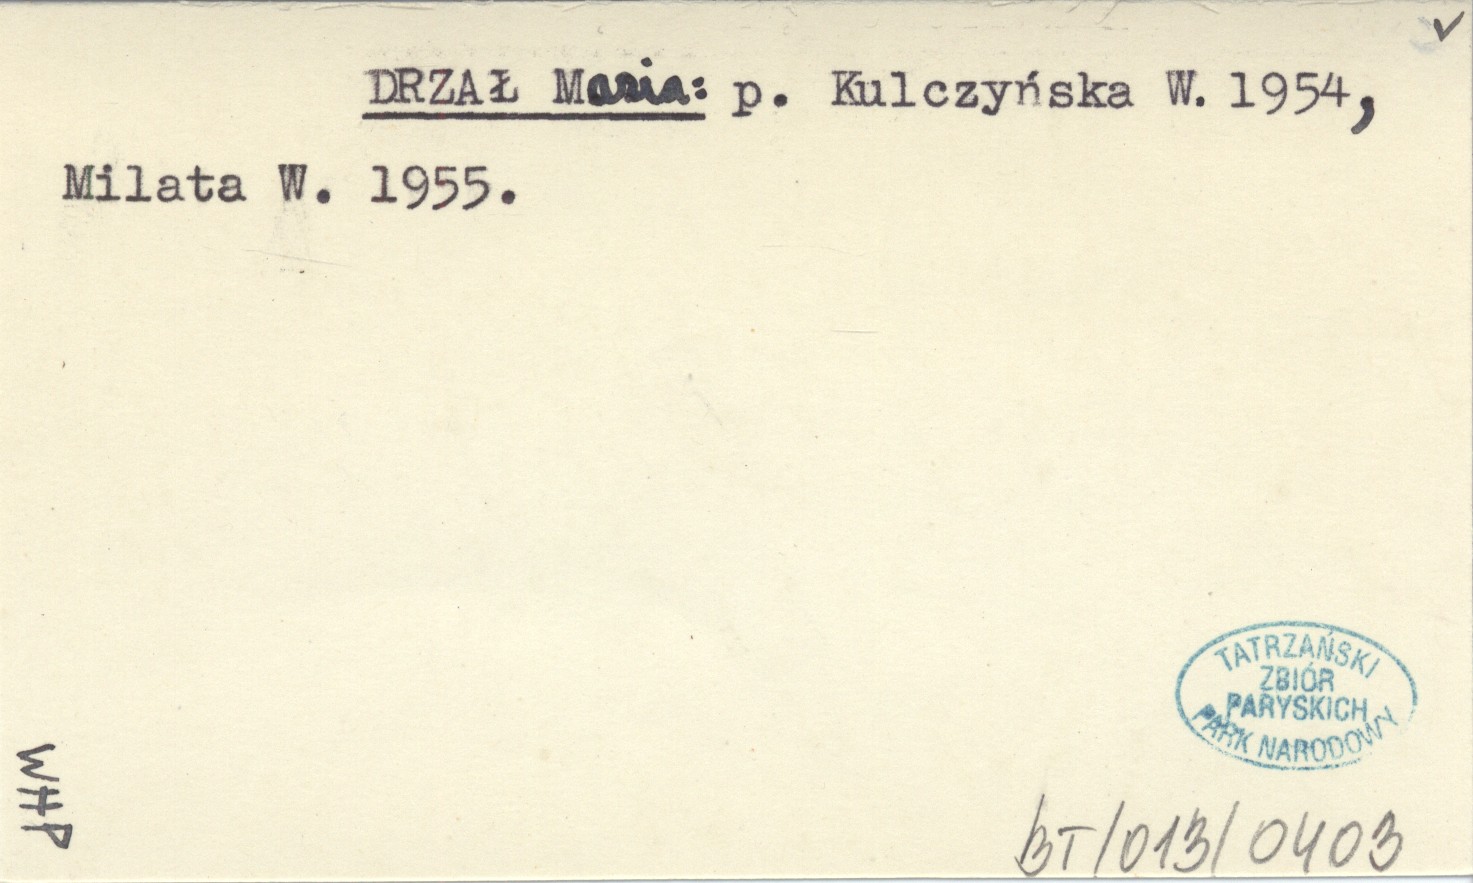 DRZAŁ Maria: p. Kulczyńska W. 1954,
Milata W. 1955.
TATRZAŃSKI
ZBIÓR
PARYSKICH
PARK NARODOWY
WHP
BT/013/0403